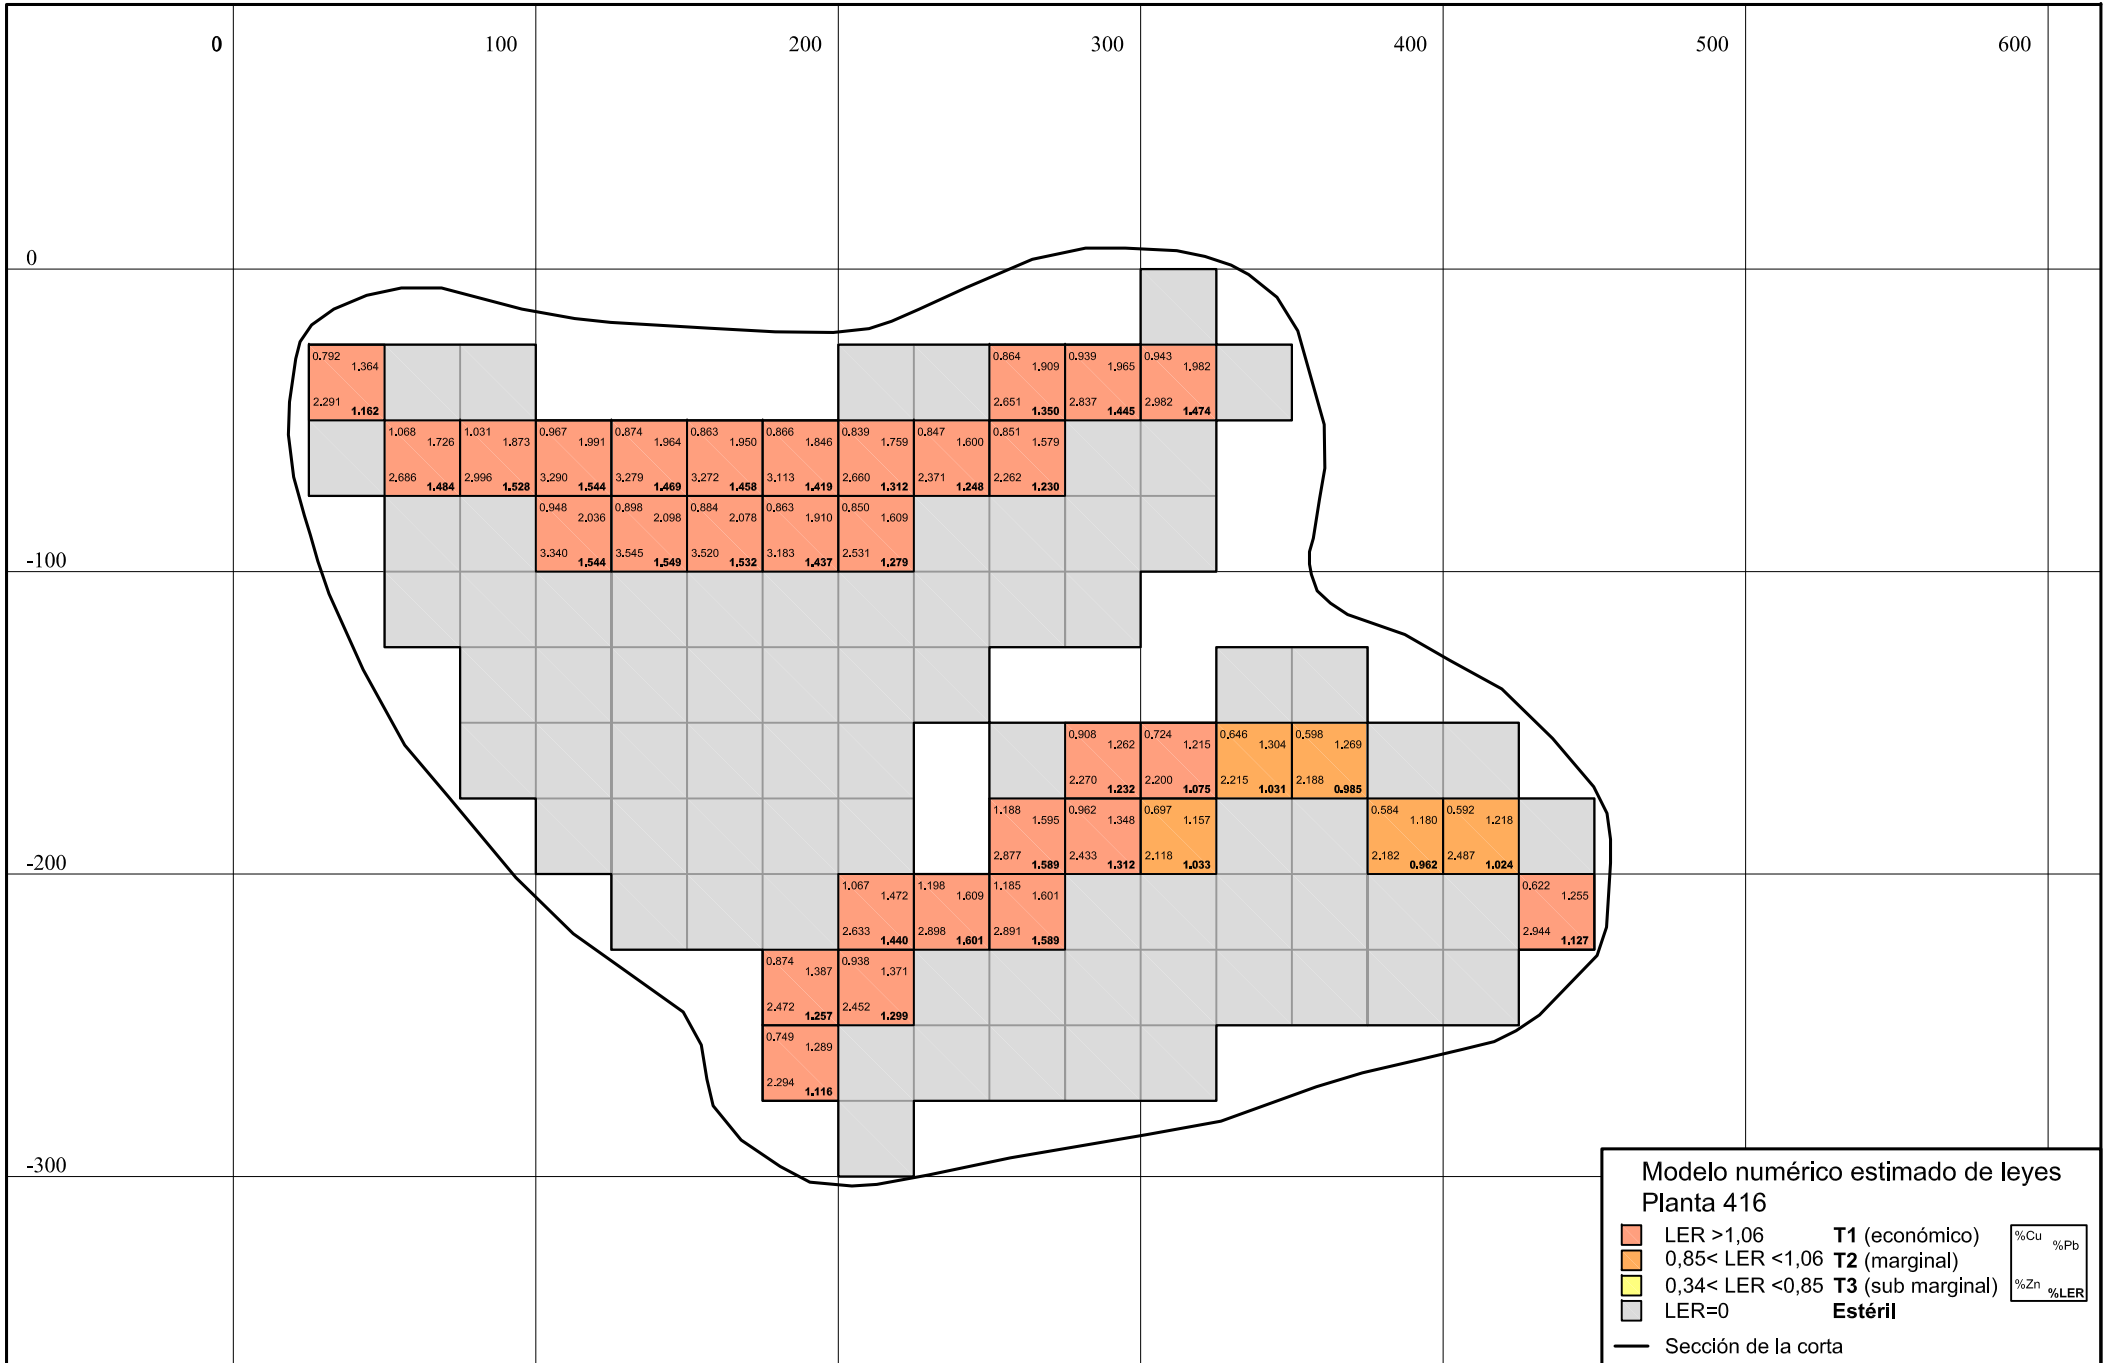 0 100 200 300 400 500 600
0
0.792 0.864 0.939 0.943
1.364 1.909 1.965 1.982
2.291 2.651 2.837 2.982
1.162 1.350 1.445 1.474
1.068 1.031 0.967 0.874 0.863 0.866 0.839 0.847 0.851
1.726 1.873 1.991 1.964 1.950 1.846 1.759 1.600 1.579
2.686 2.996 3.290 3.279 3.272 3.113 2.660 2.371 2.262
1.484 1.528 1.544 1.469 1.458 1.419 1.312 1.248 1.230
0.948 0.898 0.884 0.863 0.850
2.036 2.098 2.078 1.910 1.609
3.340 3.545 3.520 3.183 2.531
1.544 1.549 1.532 1.437 1.279
-100
0.908 0.724 0.646 0.598
1.262 1.215 1.304 1.269
2.270 2.200 2.215 2.188
1.232 1.075 1.031 0.985
1.188 0.962 0.697 0.584 0.592
1.595 1.348 1.157 1.180 1.218
2.877 2.433 2.118 2.182 2.487
1.589 1.312 1.033 0.962 1.024
-200
1.067 1.198 1.185 0.622
1.472 1.609 1.601 1.255
2.633 2.898 2.891 2.944
1.440 1.601 1.589 1.127
0.874 0.938
1.387 1.371
2.472 2.452
1.257 1.299
0.749
1.289
2.294
1.116
-300
Modelo numérico estimado de leyes
Planta 416
LER >1,06 T1 (económico)
0,85< LER <1,06 T2 (marginal)
0,34< LER <0,85 T3 (sub marginal)
LER=0 Estéril
%Cu %Pb
%Zn %LER
Sección de la corta